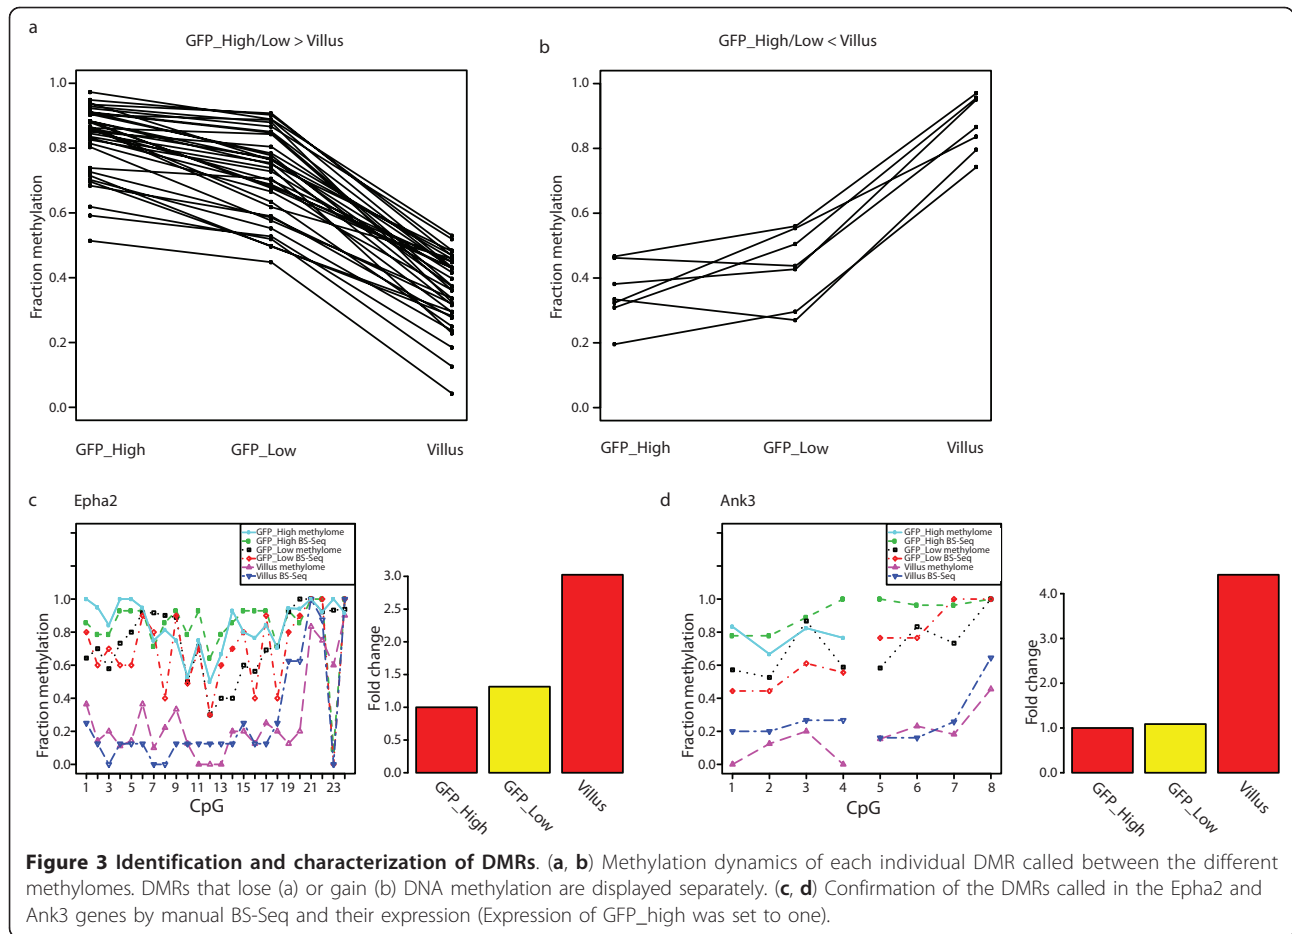 a
GFP_High/Low > Villus
Fraction methylation
1.0
0.8
0.6
0.4
0.2
0.0
GFP_High GFP_Low Villus
b
GFP_High/Low < Villus
Fraction methylation
1.0
0.8
0.6
0.4
0.2
0.0
GFP_High GFP_Low Villus
c Epha2
GFP_High methylome
GFP_High BS-Seq
GFP_Low methylome
GFP_Low BS-Seq
Villus methylome
Villus BS-Seq
Fraction methylation
1.0
0.8
0.6
0.4
0.2
0.0
1 3 5 7 9 11 13 15 17 19 21 23
CpG
Fold change
3.0
2.5
2.0
1.5
1.0
0.5
0.0
GFP_High GFP_Low Villus
d Ank3
GFP_High methylome
GFP_High BS-Seq
GFP_Low methylome
GFP_Low BS-Seq
Villus methylome
Villus BS-Seq
Fraction methylation
1.0
0.8
0.6
0.4
0.2
0.0
1 2 3 4 5 6 7 8
CpG
Fold change
4.0
3.0
2.0
1.0
0.0
GFP_High GFP_Low Villus
Figure 3 Identification and characterization of DMRs. (a, b) Methylation dynamics of each individual DMR called between the different
methylomes. DMRs that lose (a) or gain (b) DNA methylation are displayed separately. (c, d) Confirmation of the DMRs called in the Epha2 and
Ank3 genes by manual BS-Seq and their expression (Expression of GFP_high was set to one).